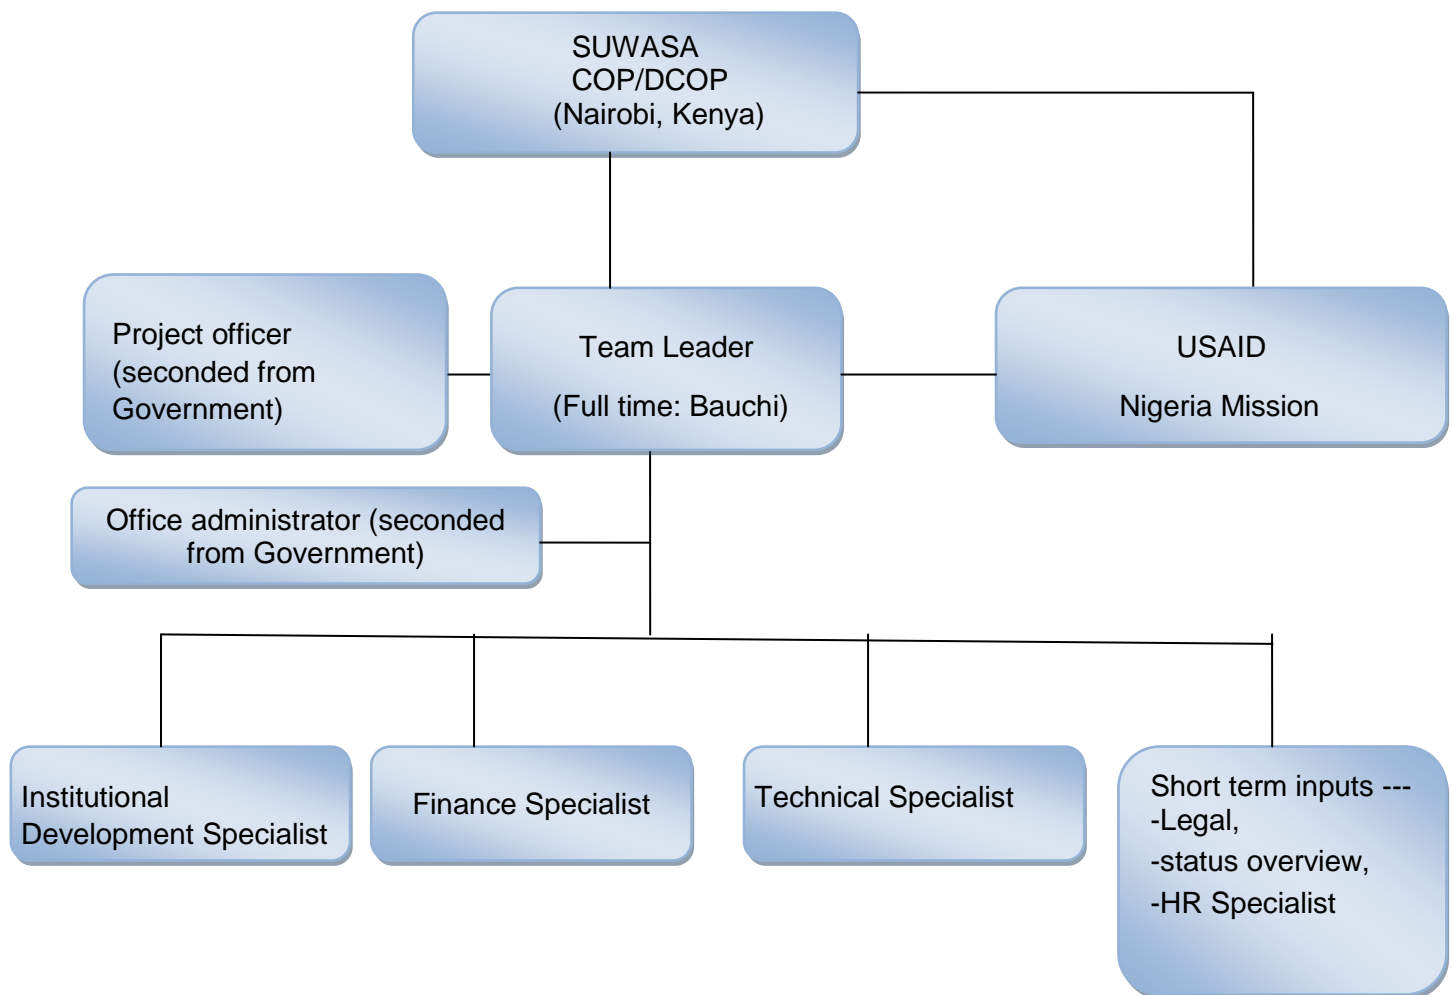 SUWASA
COP/DCOP
(Nairobi, Kenya)
Project officer
(seconded from
Government)
Team Leader
(Full time: Bauchi)
USAID
Nigeria Mission
Office administrator (seconded
from Government)
Institutional
Development Specialist
Finance Specialist
Technical Specialist
Short term inputs ---
-Legal,
-status overview,
-HR Specialist